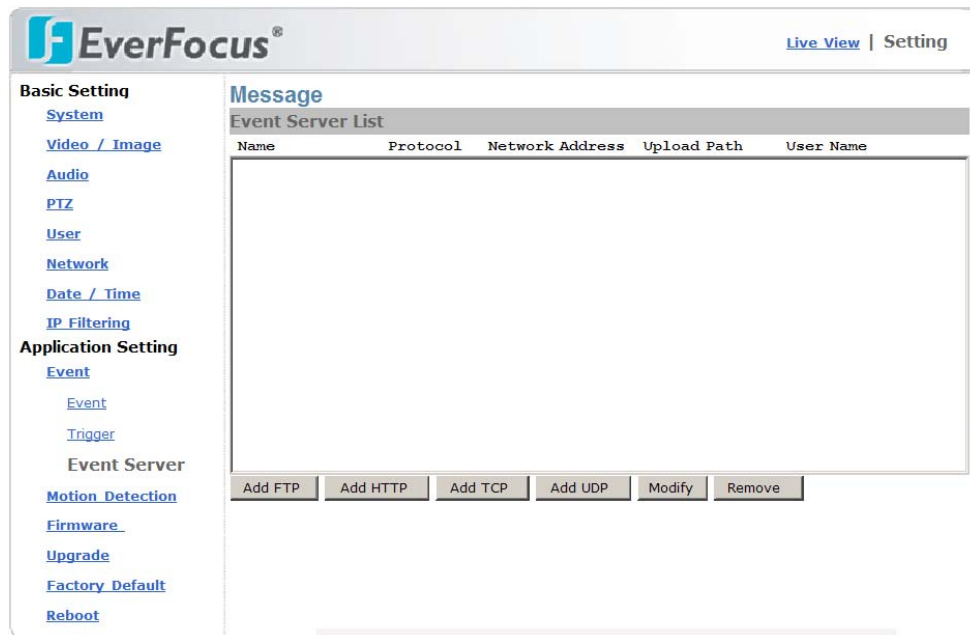 EverFocus®
Live View | Setting
Basic Setting
System
Video / Image
Audio
PTZ
User
Network
Date / Time
IP Filtering
Application Setting
Event
Event
Trigger
Event Server
Motion Detection
Firmware
Upgrade
Factory Default
Reboot
Message
Event Server List
Name Protocol Network Address Upload Path User Name
Add FTP Add HTTP Add TCP Add UDP Modify Remove